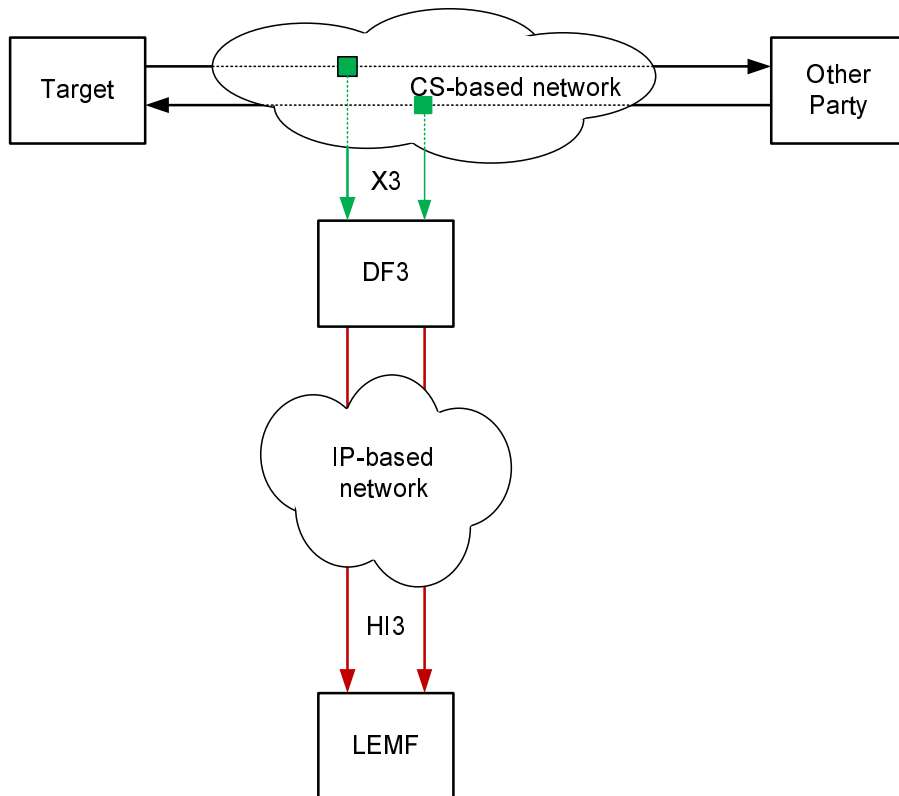 Target
CS-based network
Other
Party
X3
DF3
IP-based
network
HI3
LEMF